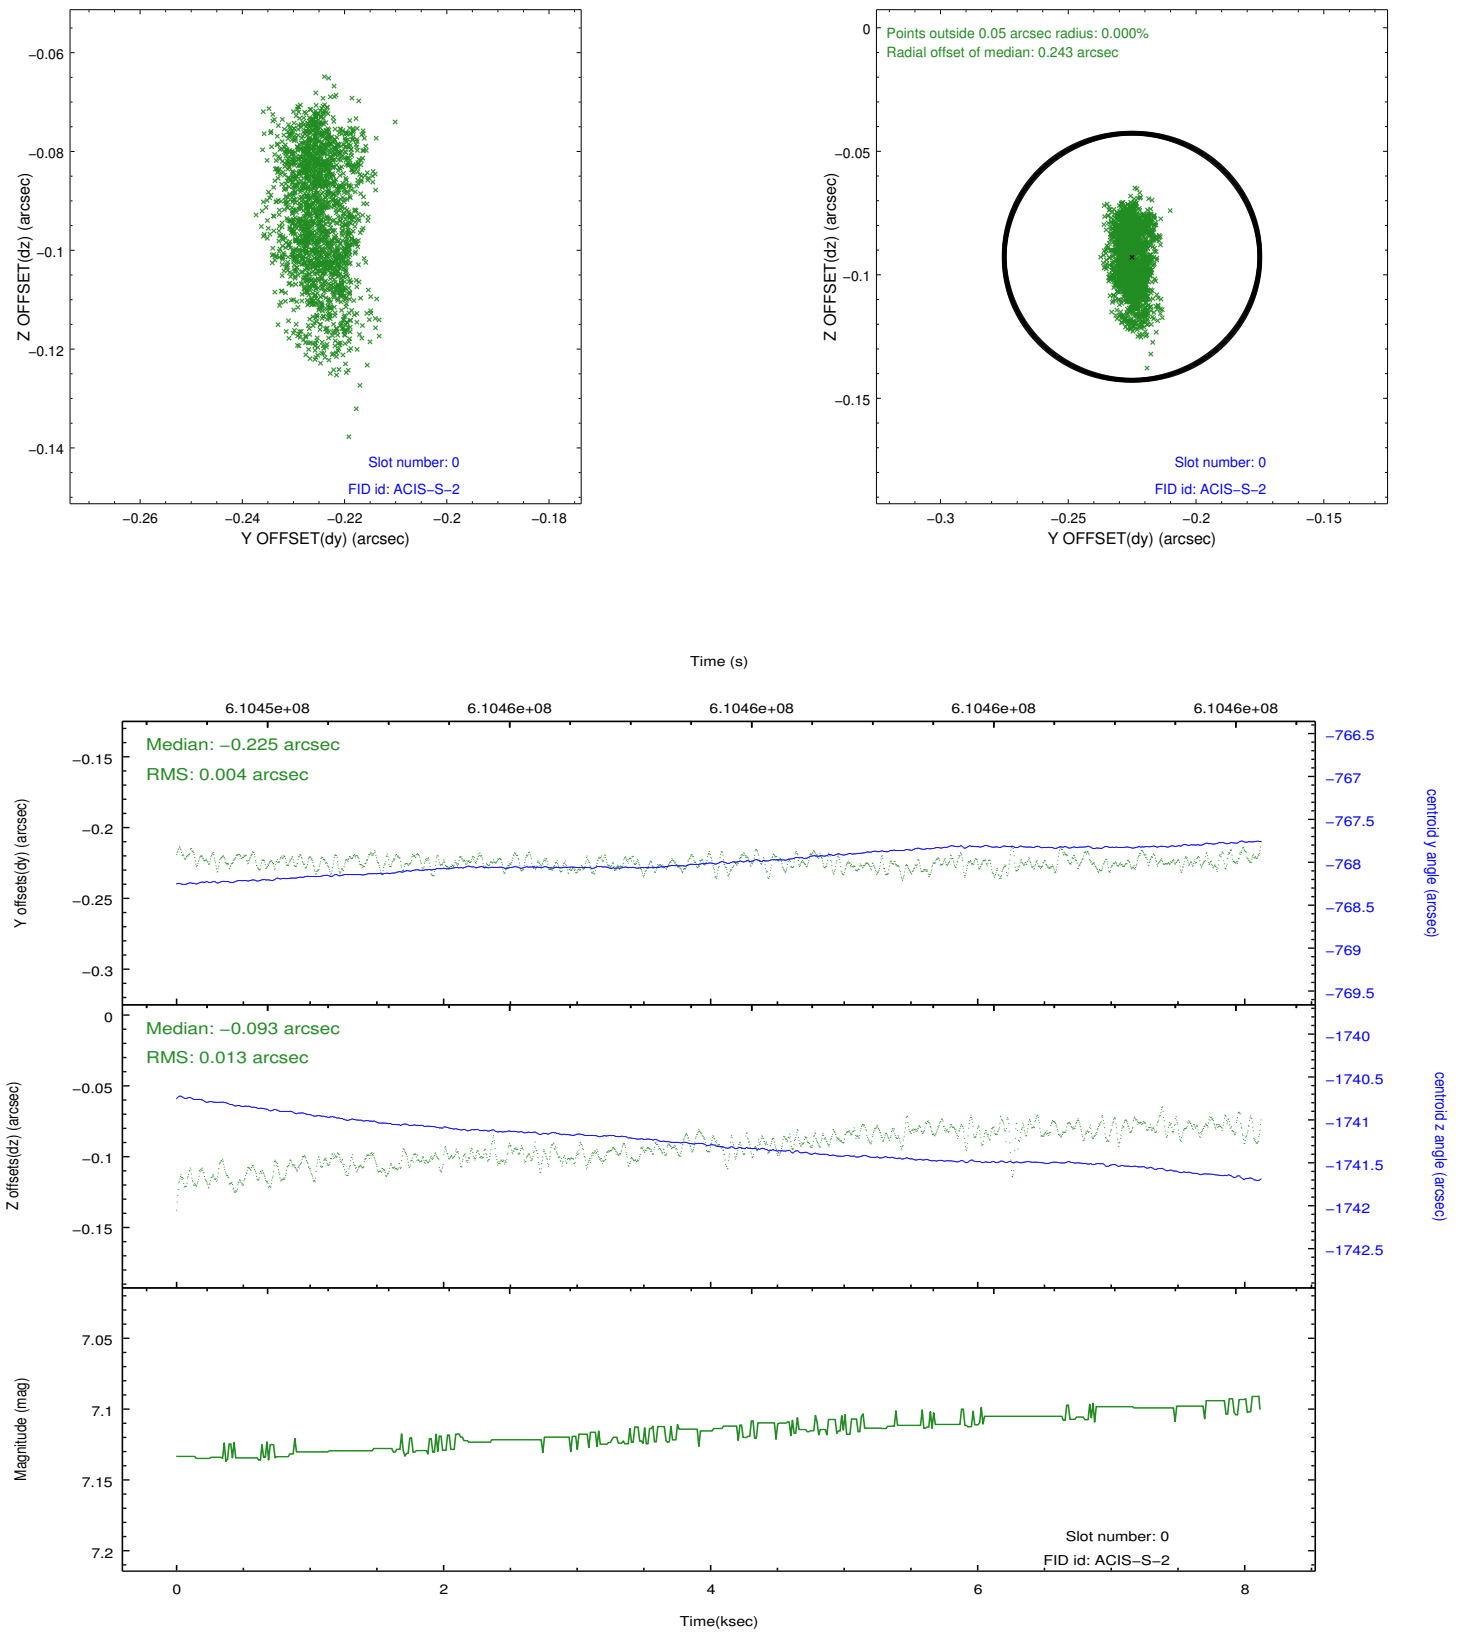 −0.06
−0.08
−0.1
−0.12
−0.14
Z OFFSET(dz) (arcsec)
Slot number: 0
FID id: ACIS−S−2
−0.26
−0.24
−0.22
−0.2
−0.18
Y OFFSET(dy) (arcsec)
Points outside 0.05 arcsec radius: 0.000%
Radial offset of median: 0.243 arcsec
0
−0.05
−0.1
−0.15
Z OFFSET(dz) (arcsec)
Slot number: 0
FID id: ACIS−S−2
−0.3
−0.25
−0.2
−0.15
Y OFFSET(dy) (arcsec)
Time (s)
6.1045e+08
6.1046e+08
6.1046e+08
6.1046e+08
6.1046e+08
Median: −0.225 arcsec
RMS: 0.004 arcsec
−0.15
−0.2
−0.25
−0.3
Y offsets(dy) (arcsec)
−766.5
−767
−767.5
−768
−768.5
−769
−769.5
centroid y angle (arcsec)
Median: −0.093 arcsec
RMS: 0.013 arcsec
0
−0.05
−0.1
−0.15
Z offsets(dz) (arcsec)
−1740
−1740.5
−1741
−1741.5
−1742
−1742.5
centroid z angle (arcsec)
7.05
7.1
7.15
7.2
Magnitude (mag)
Slot number: 0
FID id: ACIS−S−2
0
2
4
6
8
Time(ksec)